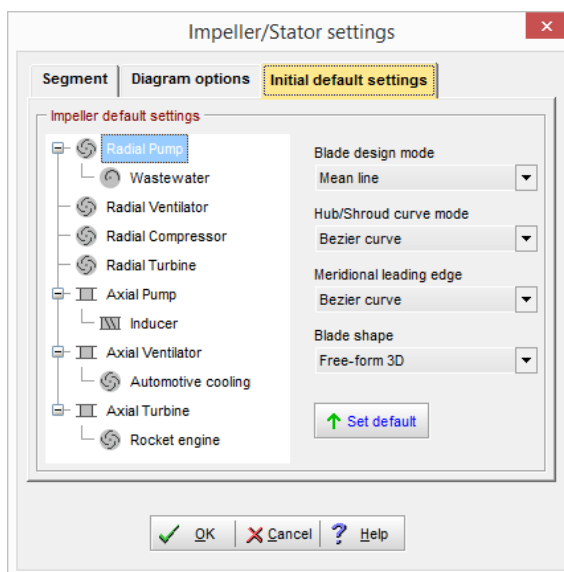 Impeller/Stator settings
Segment
Diagram options
Initial default settings
Impeller default settings
Radial Pump
Wastewater
Radial Ventilator
Radial Compressor
Radial Turbine
Axial Pump
Inducer
Axial Ventilator
Automotive cooling
Axial Turbine
Rocket engine
Blade design mode
Mean line
Hub/Shroud curve mode
Bezier curve
Meridional leading edge
Bezier curve
Blade shape
Free-form 3D
Set default
OK
Cancel
? Help